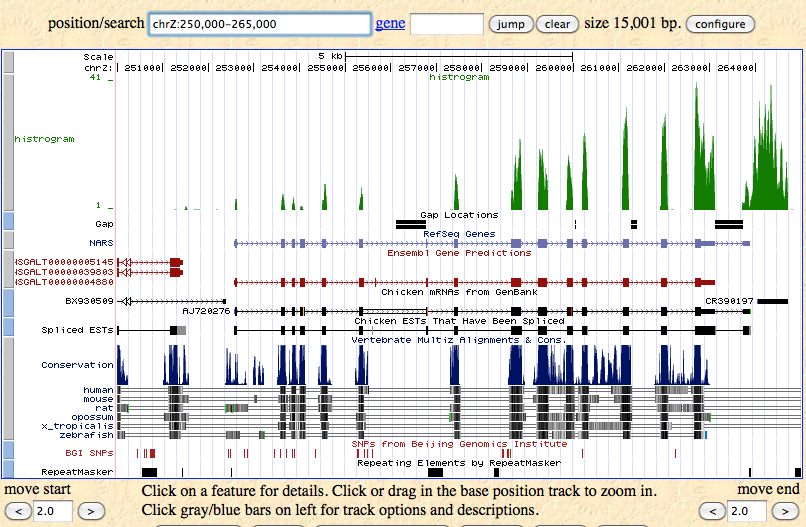 position/search chrZ:250,000-265,000 gene jump clear size 15,001 bp. configure
Scale 5 kb
chrZ: 251000 252000 253000 254000 255000 256000 257000 258000 259000 260000 261000 262000 263000 264000
41 _ histrogram
histrogram
1 _
Gap Locations
Gap
RefSeq Genes
NARS
Ensembl Gene Predictions
ISGALT00000005145
ISGALT00000039803
ISGALT00000004880
Chicken mRNAs from GenBank
BX930509 CR390197
AJ720276
Chicken ESTs That Have Been Spliced
Spliced ESTs
Vertebrate Multiz Alignments & Cons.
Conservation
human
mouse
rat
opossum
x_tropicalis
zebrafish
SNPs from Beijing Genomics Institute
BGI SNPs
Repeating Elements by RepeatMasker
RepeatMasker
move start Click on a feature for details. Click or drag in the base position track to zoom in. move end
< 2.0 > Click gray/blue bars on left for track options and descriptions. < 2.0 >